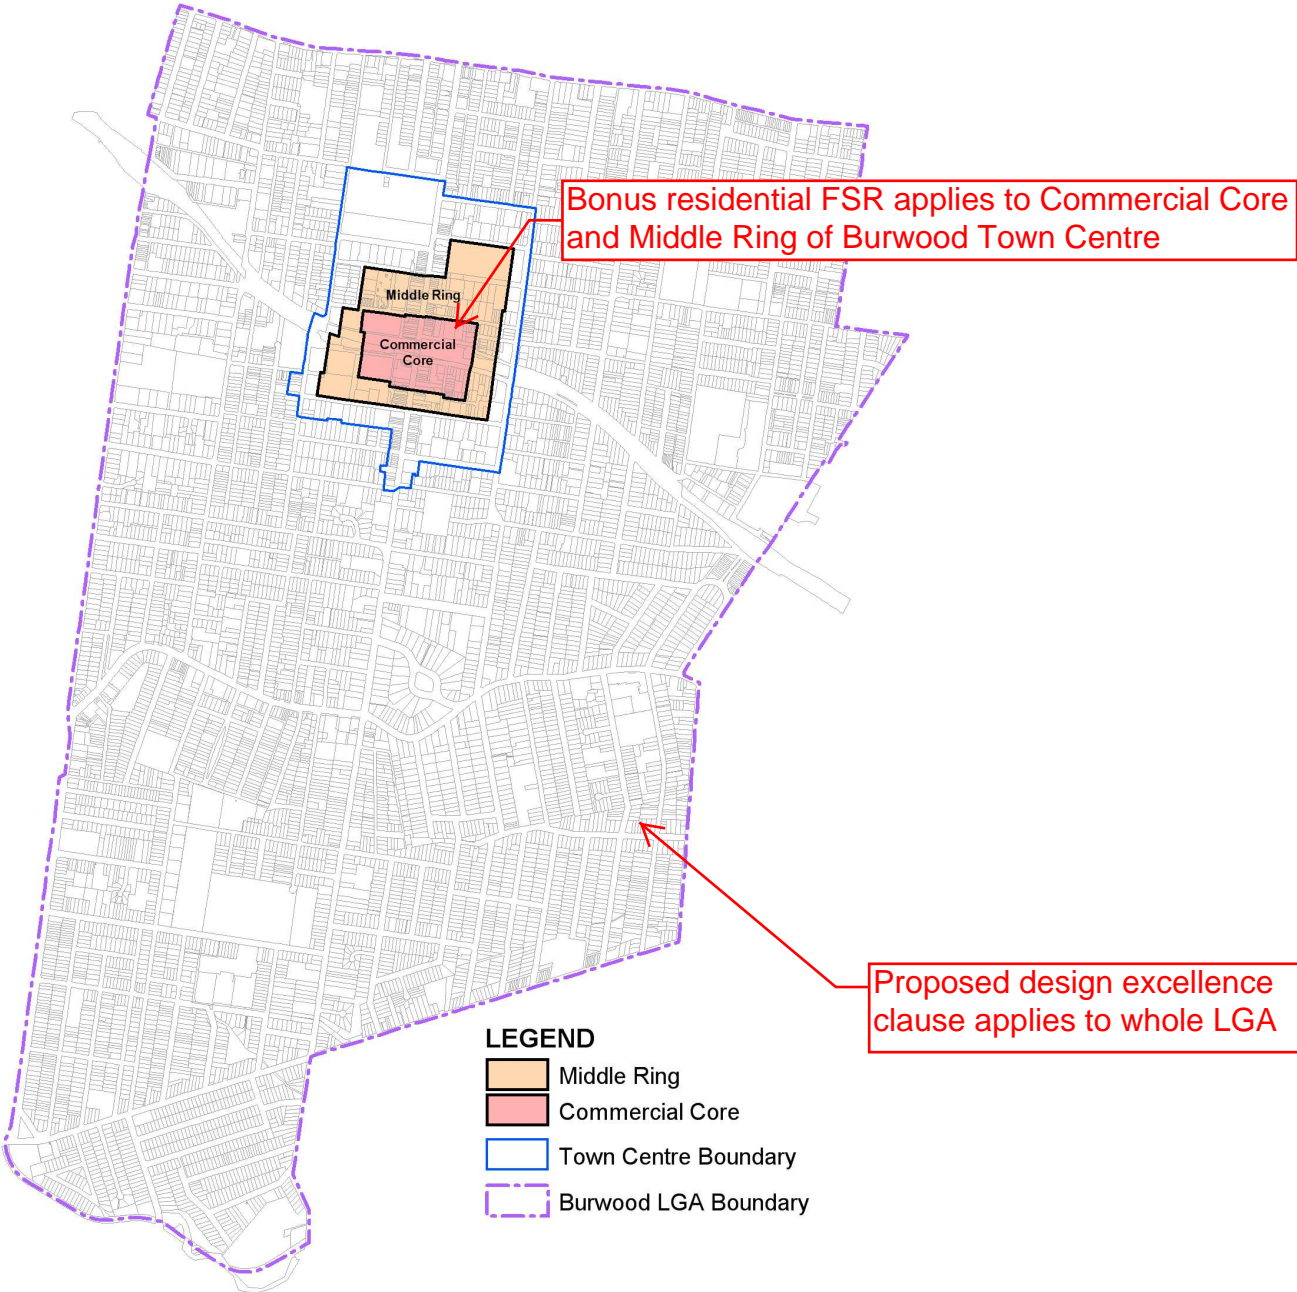 Bonus residential FSR applies to Commercial Core
and Middle Ring of Burwood Town Centre
Middle Ring
Commercial
Core
Proposed design excellence
clause applies to whole LGA
LEGEND
Middle Ring
Commercial Core
Town Centre Boundary
Burwood LGA Boundary